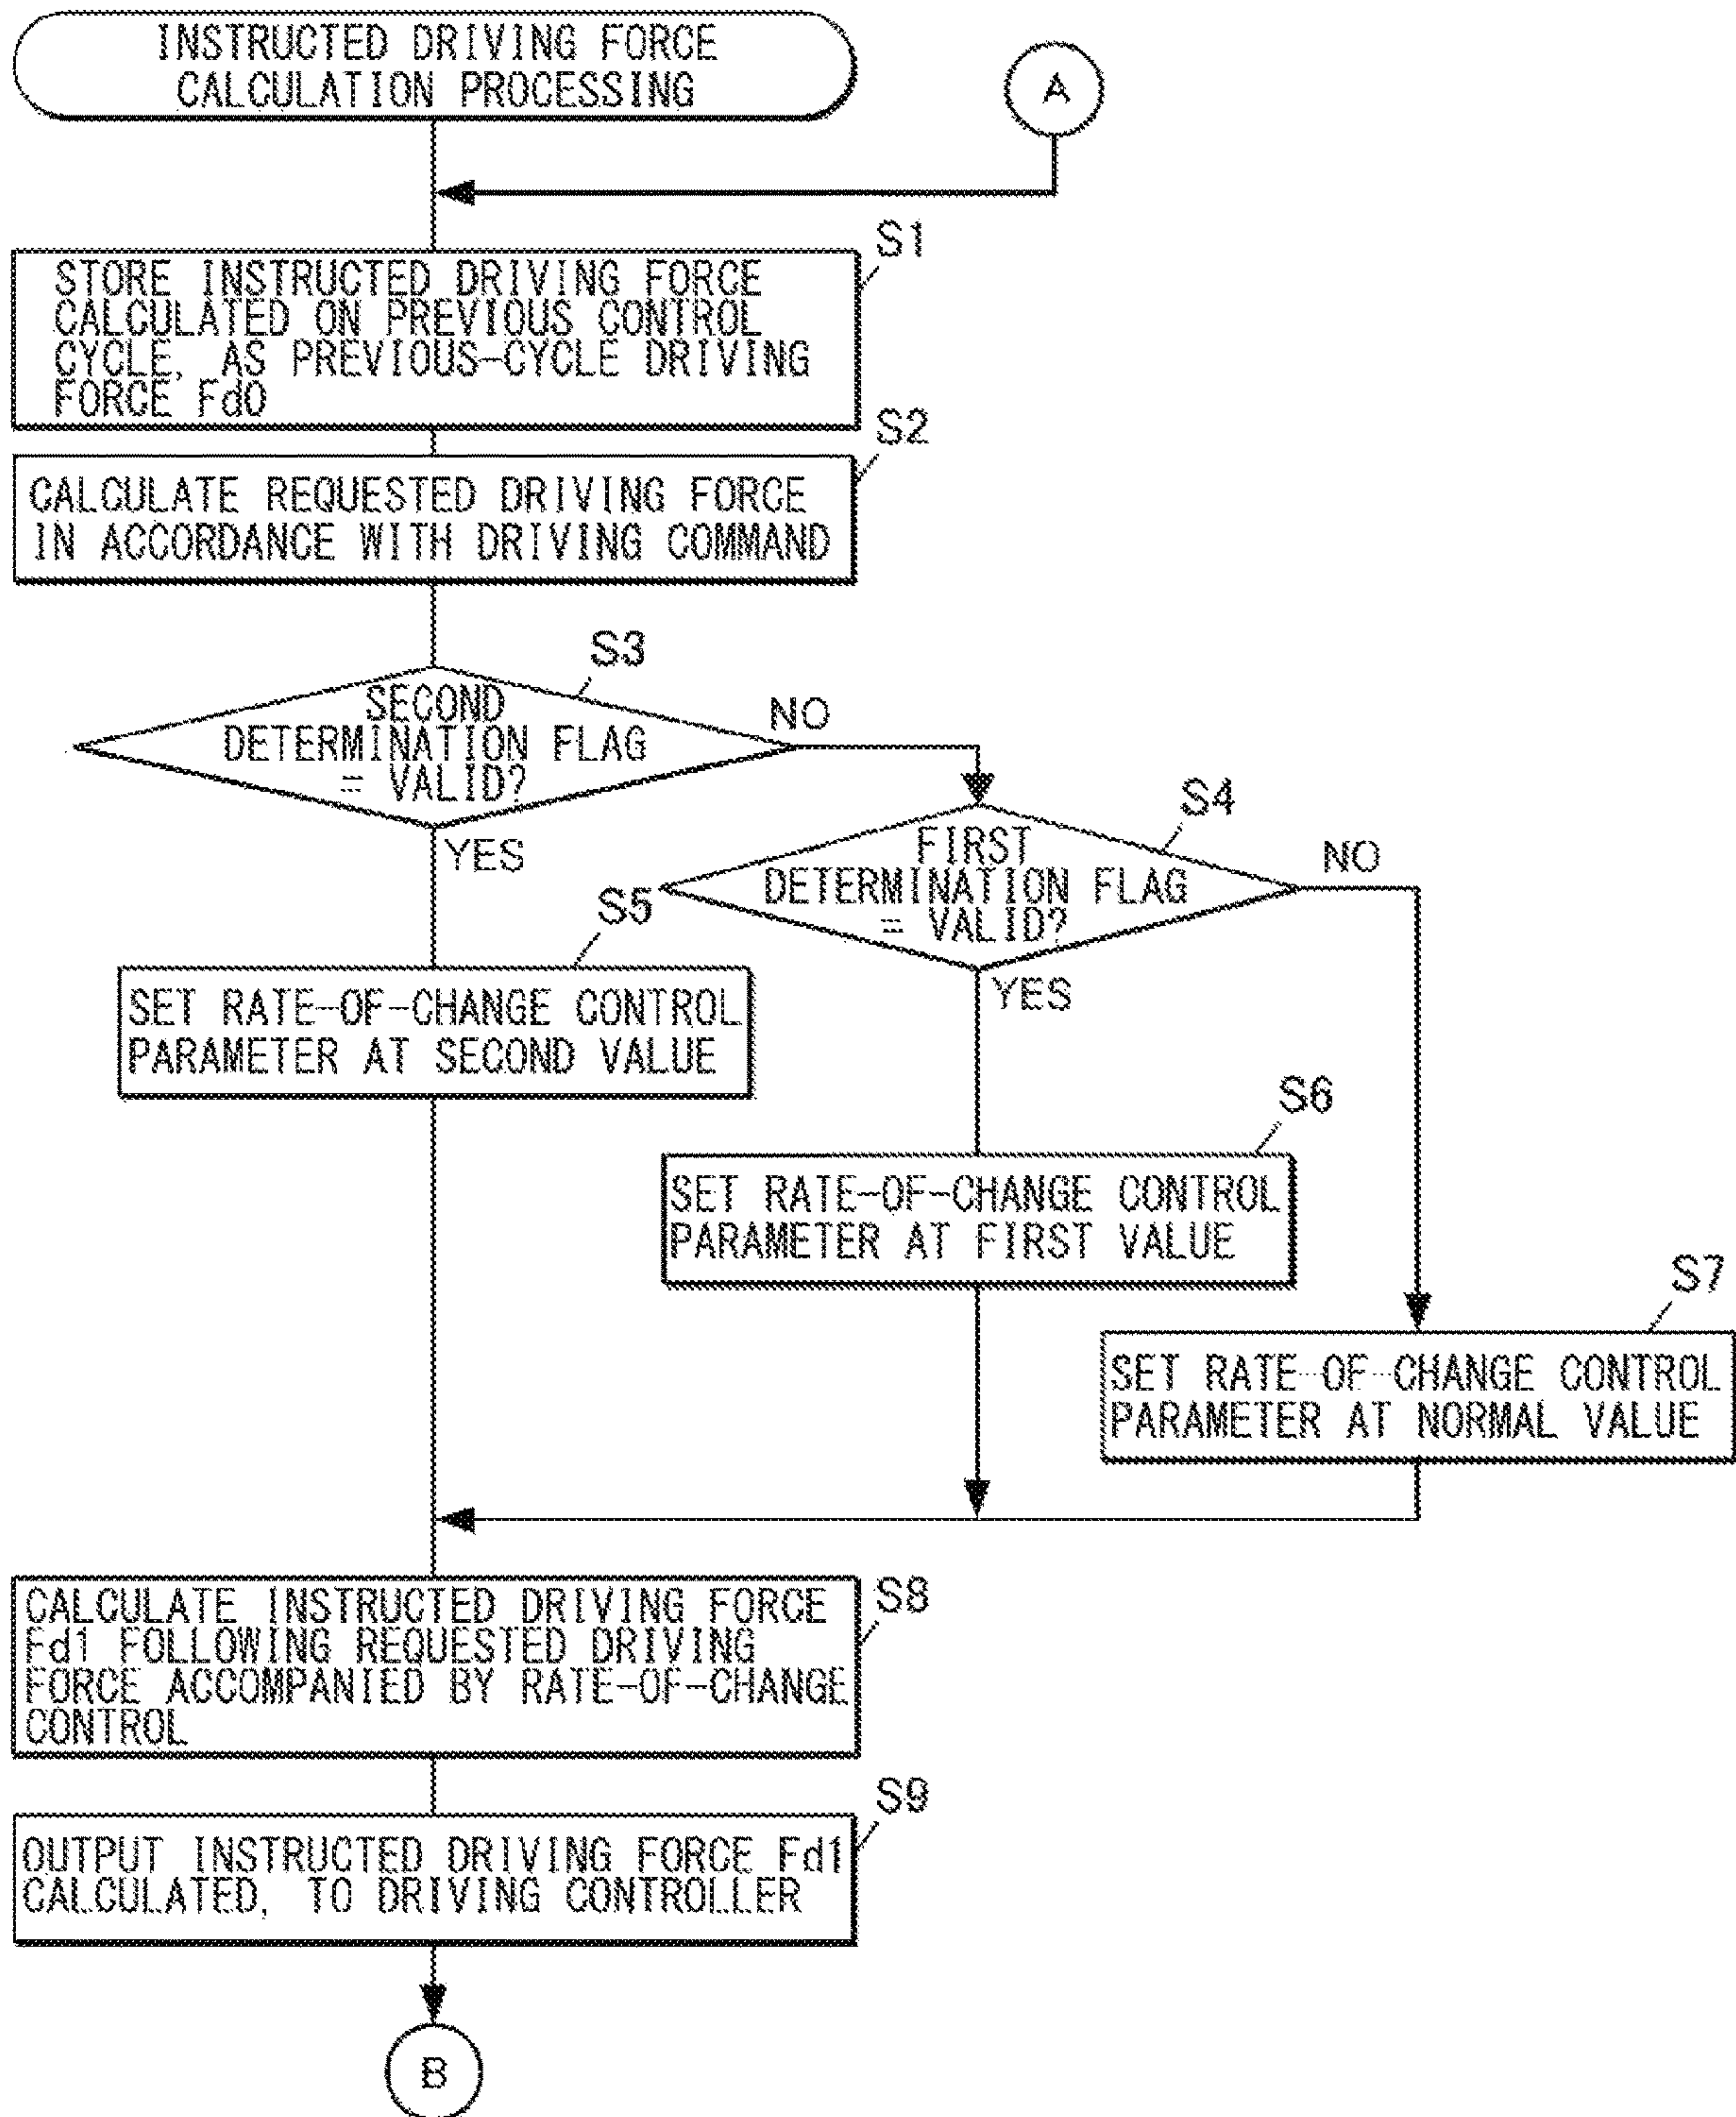 INSTRUCTED DRIVING FORCE
CALCULATION PROCESSING
A
S1
STORE INSTRUCTED DRIVING FORCE
CALCULATED ON PREVIOUS CONTROL
CYCLE, AS PREVIOUS-CYCLE DRIVING
FORCE Fd0
S2
CALCULATE REQUESTED DRIVING FORCE
IN ACCORDANCE WITH DRIVING COMMAND
S3
SECOND
DETERMINATION FLAG
= VALID?
NO
YES
S4
FIRST
DETERMINATION FLAG
= VALID?
NO
YES
S5
SET RATE-OF-CHANGE CONTROL
PARAMETER AT SECOND VALUE
S6
SET RATE-OF-CHANGE CONTROL
PARAMETER AT FIRST VALUE
S7
SET RATE-OF-CHANGE CONTROL
PARAMETER AT NORMAL VALUE
S8
CALCULATE INSTRUCTED DRIVING FORCE
Fd1 FOLLOWING REQUESTED DRIVING
FORCE ACCOMPANIED BY RATE-OF-CHANGE
CONTROL
S9
OUTPUT INSTRUCTED DRIVING FORCE Fd1
CALCULATED, TO DRIVING CONTROLLER
B